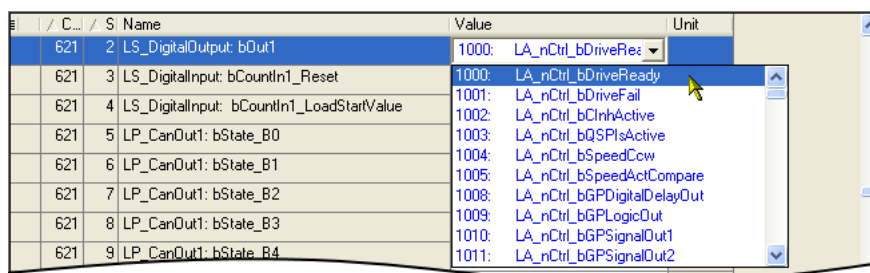 C... S Name Value Unit
621 2 LS_DigitalOutput: bOut1 1000: LA_nCtrl_bDriveRea
621 3 LS_DigitalInput: bCountIn1_Reset 1000: LA_nCtrl_bDriveReady
1001: LA_nCtrl_bDriveFail
621 4 LS_DigitalInput: bCountIn1_LoadStartValue 1002: LA_nCtrl_bCInhActive
1003: LA_nCtrl_bQSPIsActive
621 5 LP_CanOut1: bState_B0 1004: LA_nCtrl_bSpeedCcw
621 6 LP_CanOut1: bState_B1 1005: LA_nCtrl_bSpeedActCompare
621 7 LP_CanOut1: bState_B2 1008: LA_nCtrl_bGPDigitalDelayOut
1009: LA_nCtrl_bGPLogicOut
621 8 LP_CanOut1: bState_B3 1010: LA_nCtrl_bGPSignalOut1
621 9 LP_CanOut1: bState_B4 1011: LA_nCtrl_bGPSignalOut2